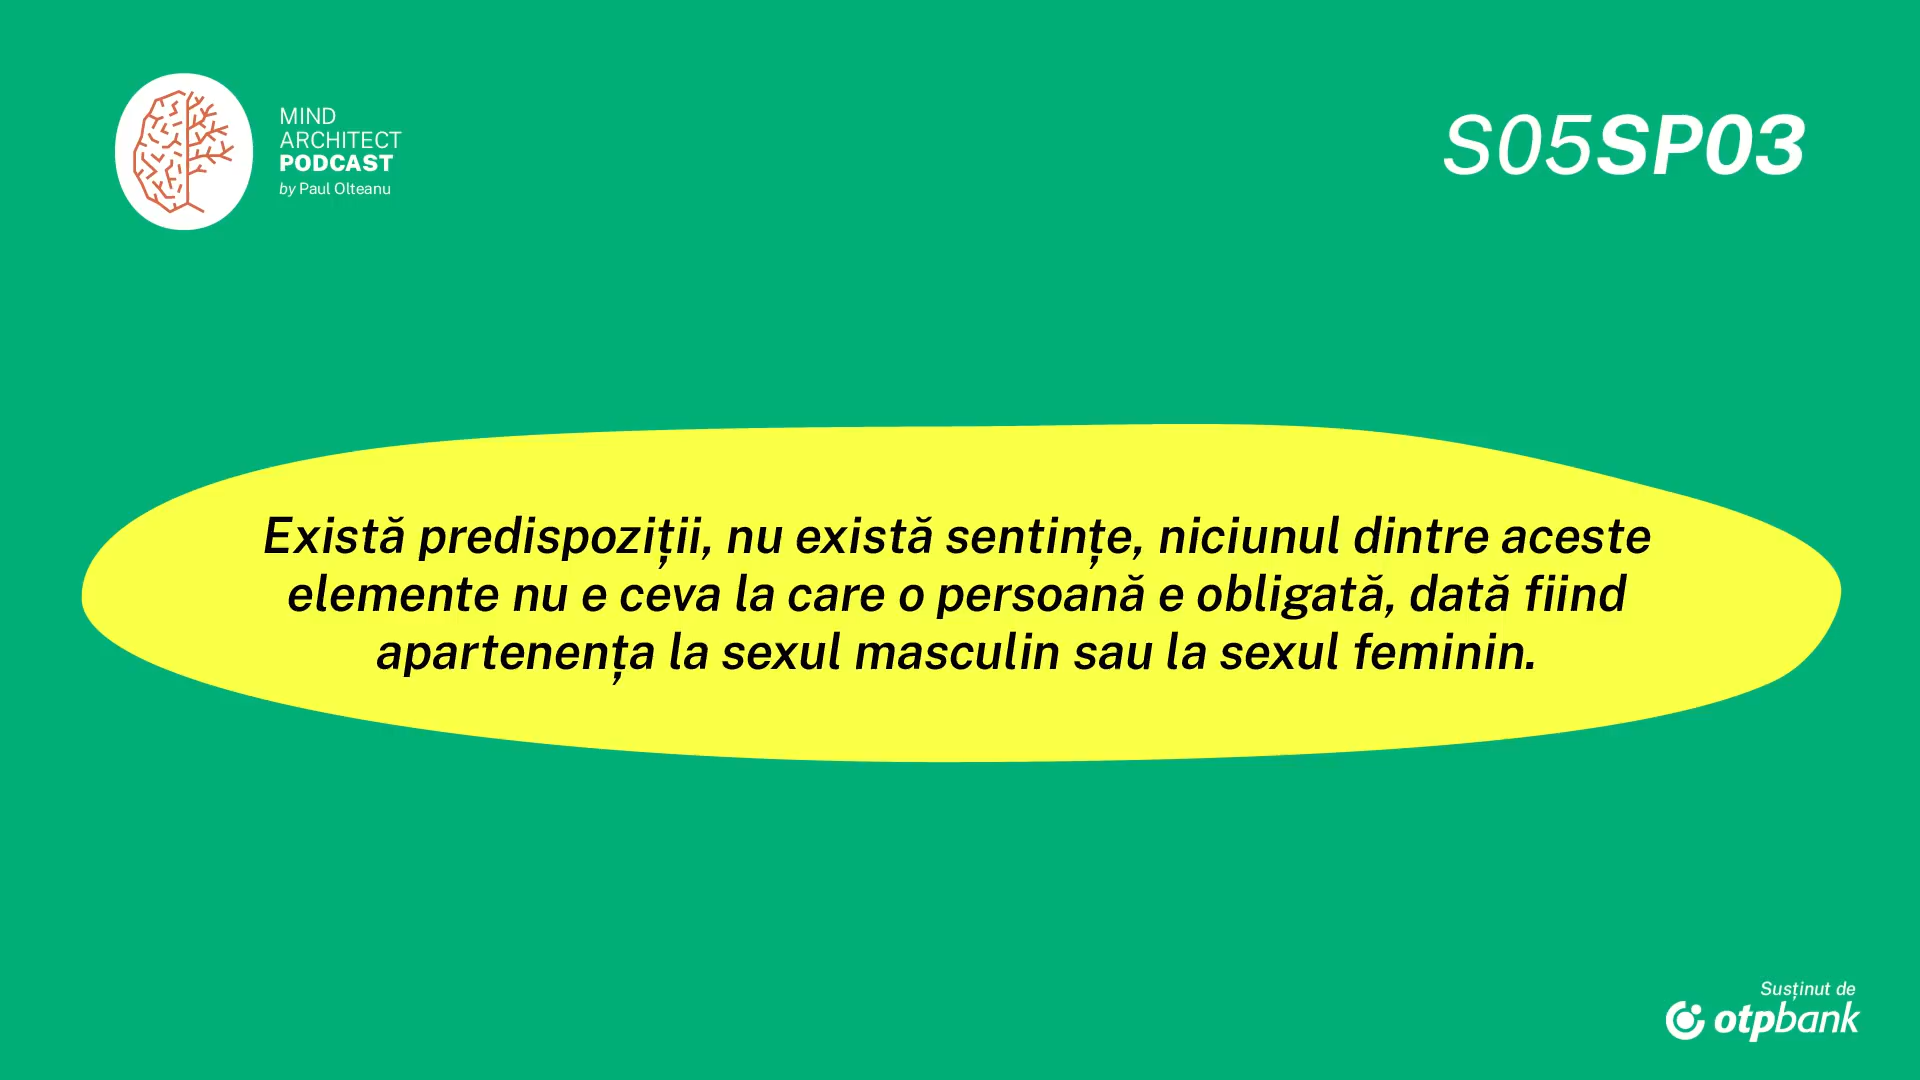 MIND
ARCHITECT
PODCAST
by Paul Olteanu
S05SP03
Există predispoziții, nu există sentințe, niciunul dintre aceste
elemente nu e ceva la care o persoană e obligată, dată fiind
apartenența la sexul masculin sau la sexul feminin.
Susținut de
otpbank